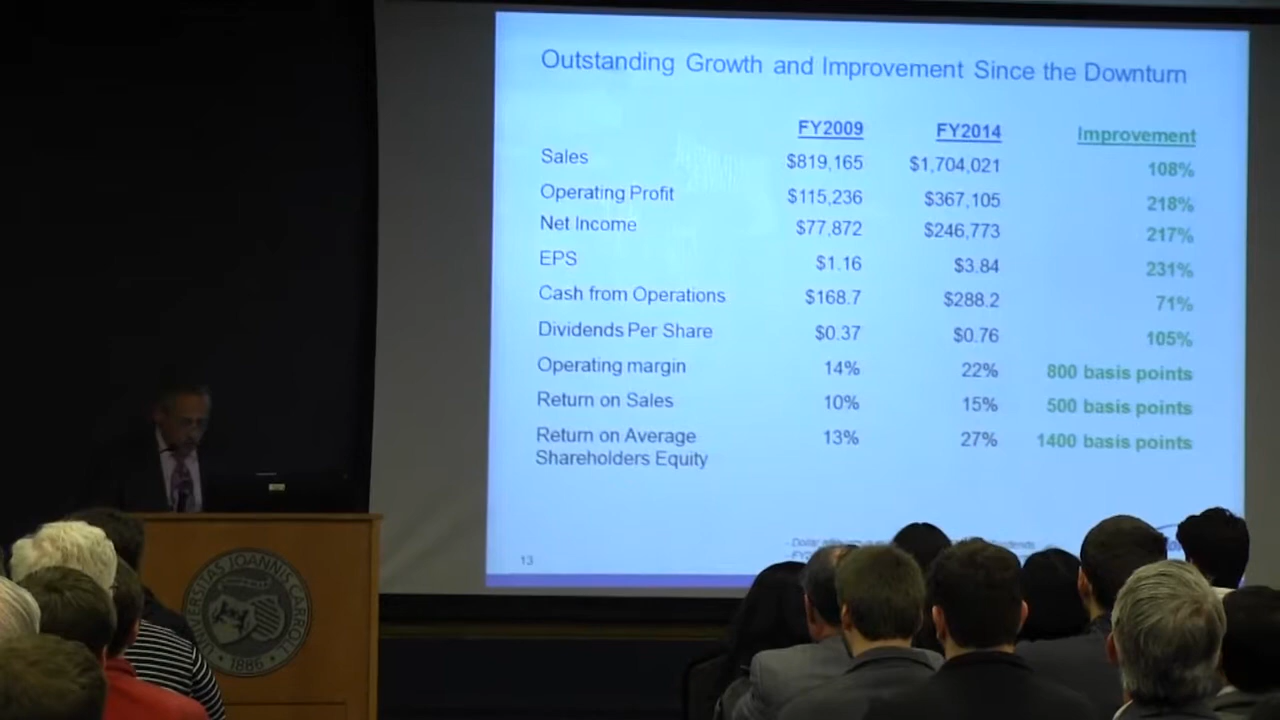 Outstanding Growth and Improvement Since the Downturn
FY2009 FY2014 Improvement
Sales $819,165 $1,704,021 108%
Operating Profit $115,236 $367,105 218%
Net Income $77,872 $246,773 217%
EPS $1.16 $3.84 231%
Cash from Operations $168.7 $288.2 71%
Dividends Per Share $0.37 $0.76 105%
Operating margin 14% 22% 800 basis points
Return on Sales 10% 15% 500 basis points
Return on Average 13% 27% 1400 basis points
Shareholders Equity
13
UNIVERSITAS JOANNIS CARROLL
· 1886 ·